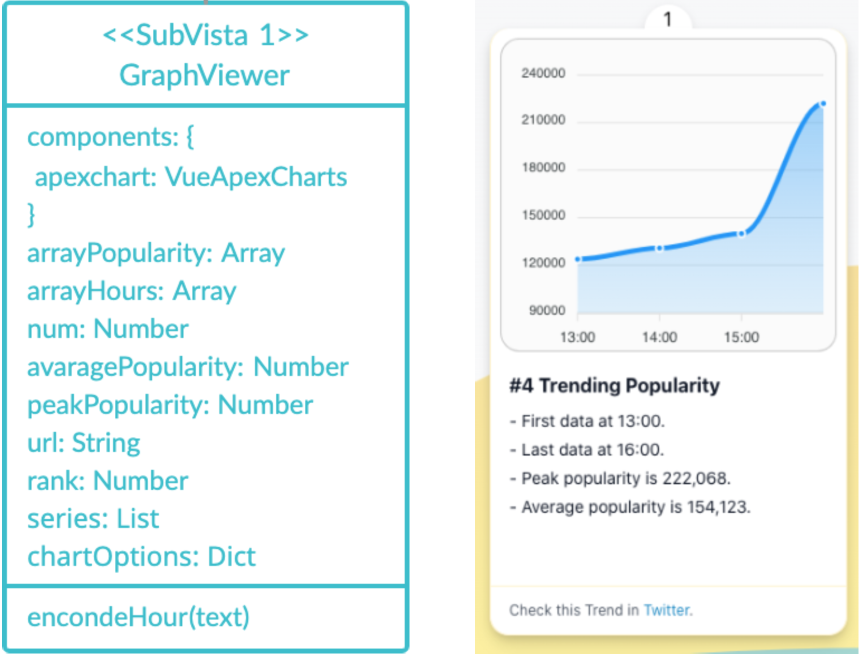 <<SubVista 1>>
GraphViewer
components: {
apexchart: VueApexCharts
}
arrayPopularity: Array
arrayHours: Array
num: Number
avaragePopularity: Number
peakPopularity: Number
url: String
rank: Number
series: List
chartOptions: Dict
encondeHour(text)
1
240000
210000
180000
150000
120000
90000
13:00 14:00 15:00
#4 Trending Popularity
- First data at 13:00.
- Last data at 16:00.
- Peak popularity is 222,068.
- Average popularity is 154,123.
Check this Trend in Twitter.